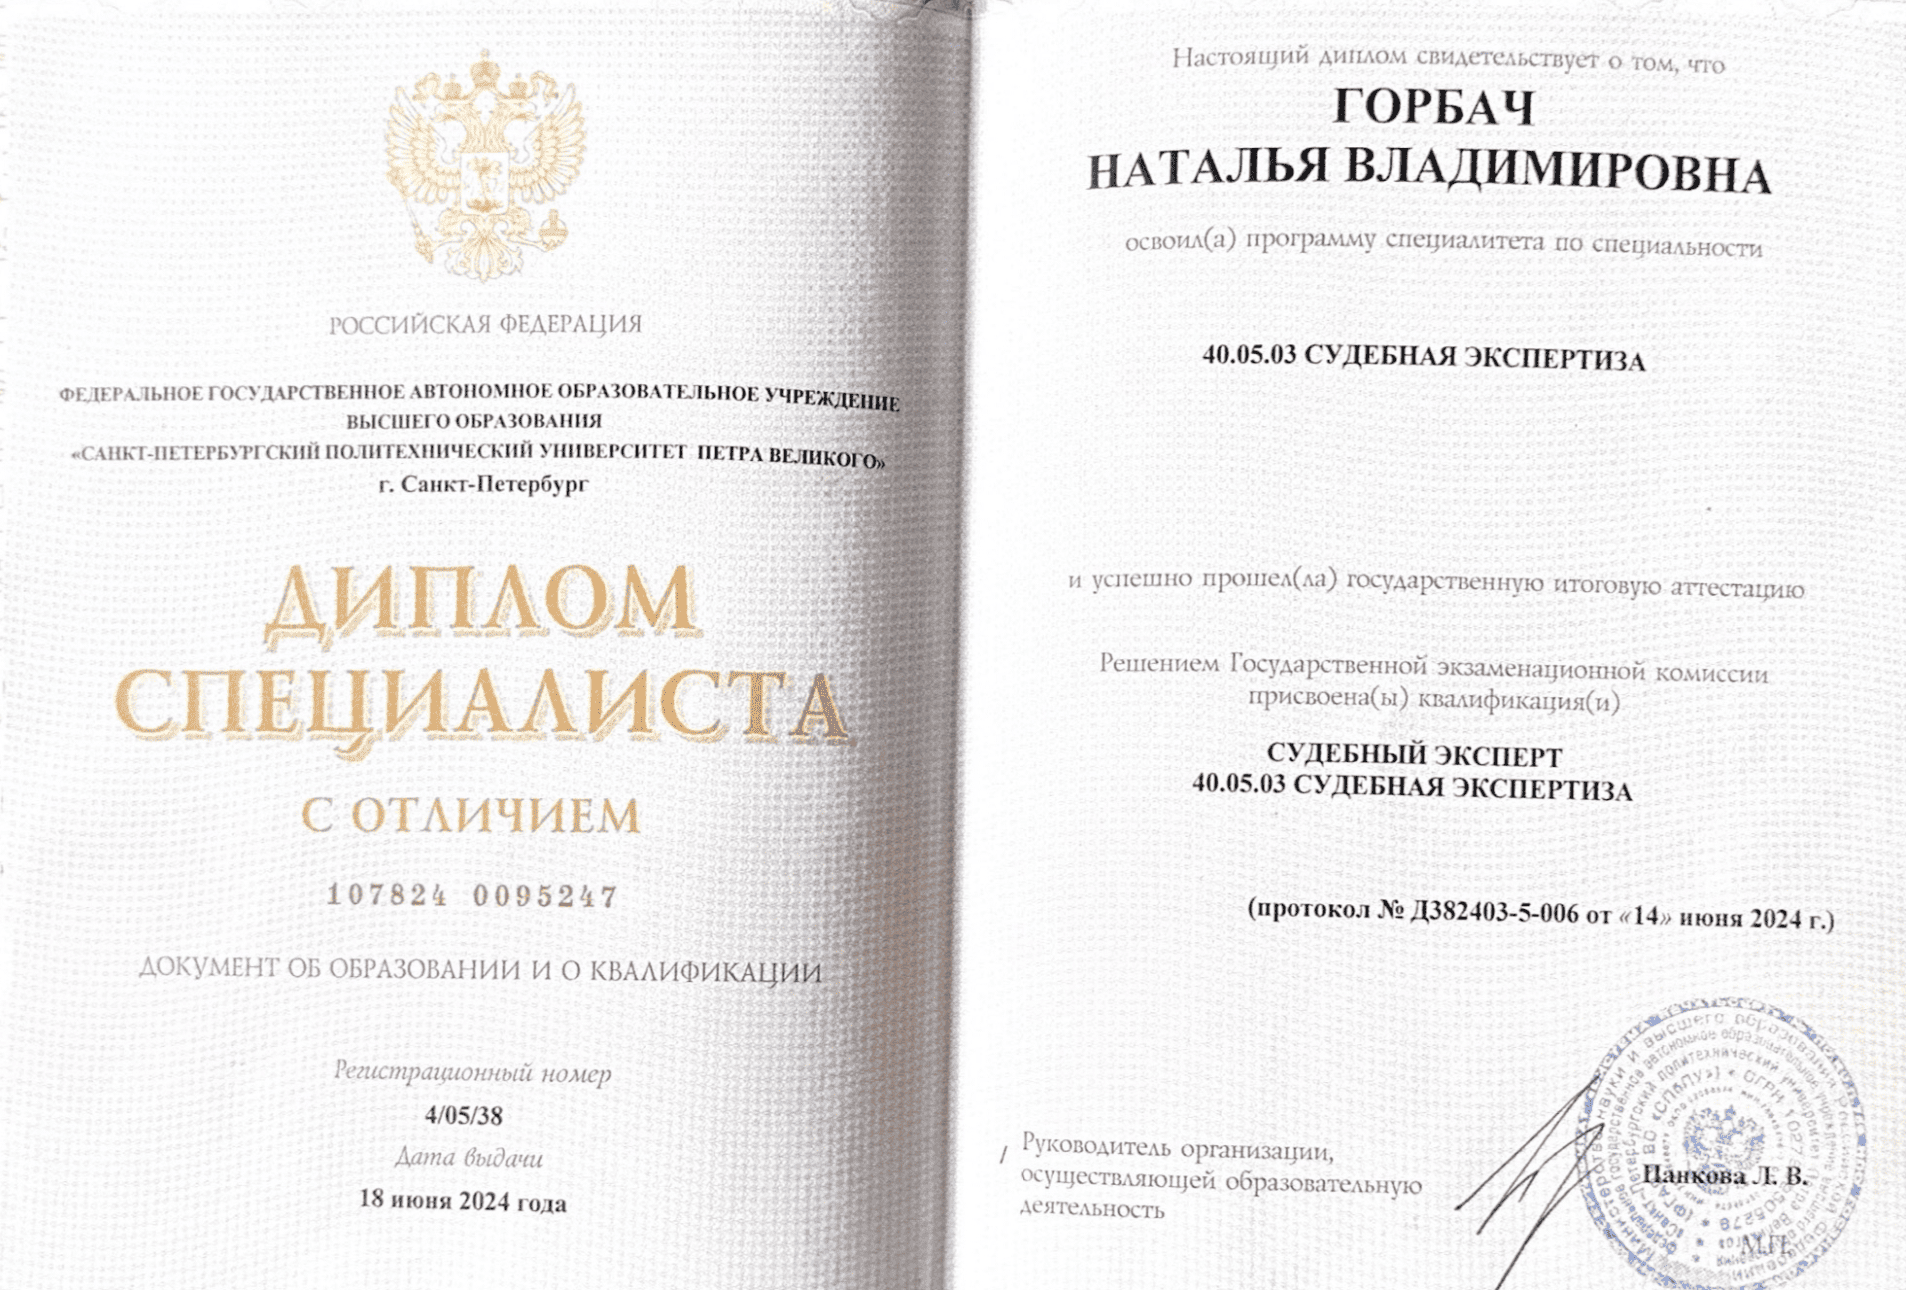 РОССИЙСКАЯ ФЕДЕРАЦИЯ
ФЕДЕРАЛЬНОЕ ГОСУДАРСТВЕННОЕ АВТОНОМНОЕ ОБРАЗОВАТЕЛЬНОЕ УЧРЕЖДЕНИЕ
ВЫСШЕГО ОБРАЗОВАНИЯ
«САНКТ-ПЕТЕРБУРГСКИЙ ПОЛИТЕХНИЧЕСКИЙ УНИВЕРСИТЕТ ПЕТРА ВЕЛИКОГО»
г. Санкт-Петербург
ДИПЛОМ
СПЕЦИАЛИСТА
С ОТЛИЧИЕМ
107824 0095247
ДОКУМЕНТ ОБ ОБРАЗОВАНИИ И О КВАЛИФИКАЦИИ
Регистрационный номер
4/05/38
Дата выдачи
18 июня 2024 года
Настоящий диплом свидетельствует о том, что
ГОРБАЧ
НАТАЛЬЯ ВЛАДИМИРОВНА
освоил(а) программу специалитета по специальности
40.05.03 СУДЕБНАЯ ЭКСПЕРТИЗА
и успешно прошел(ла) государственную итоговую аттестацию
Решением Государственной экзаменационной комиссии
присвоена(ы) квалификация(и)
СУДЕБНЫЙ ЭКСПЕРТ
40.05.03 СУДЕБНАЯ ЭКСПЕРТИЗА
(протокол № Д382403-5-006 от «14» июня 2024 г.)
/ Руководитель организации,
осуществляющей образовательную
деятельность
Панкова Л. В.
М.П.